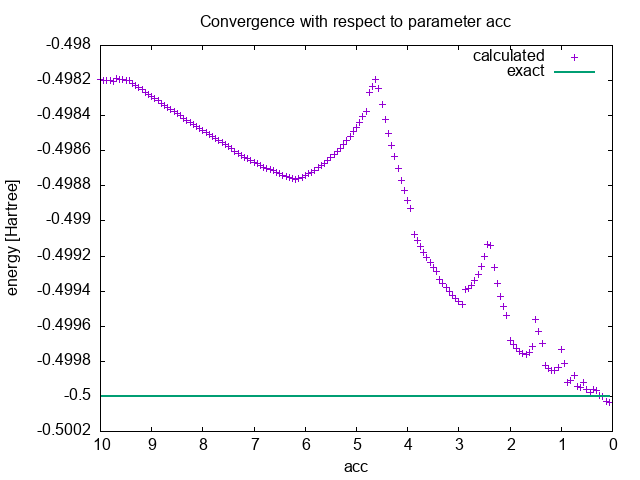 Convergence with respect to parameter acc
calculated
exact
-0.498
-0.4982
-0.4984
-0.4986
-0.4988
-0.499
-0.4992
-0.4994
-0.4996
-0.4998
-0.5
-0.5002
energy [Hartree]
10 9 8 7 6 5 4 3 2 1 0
acc